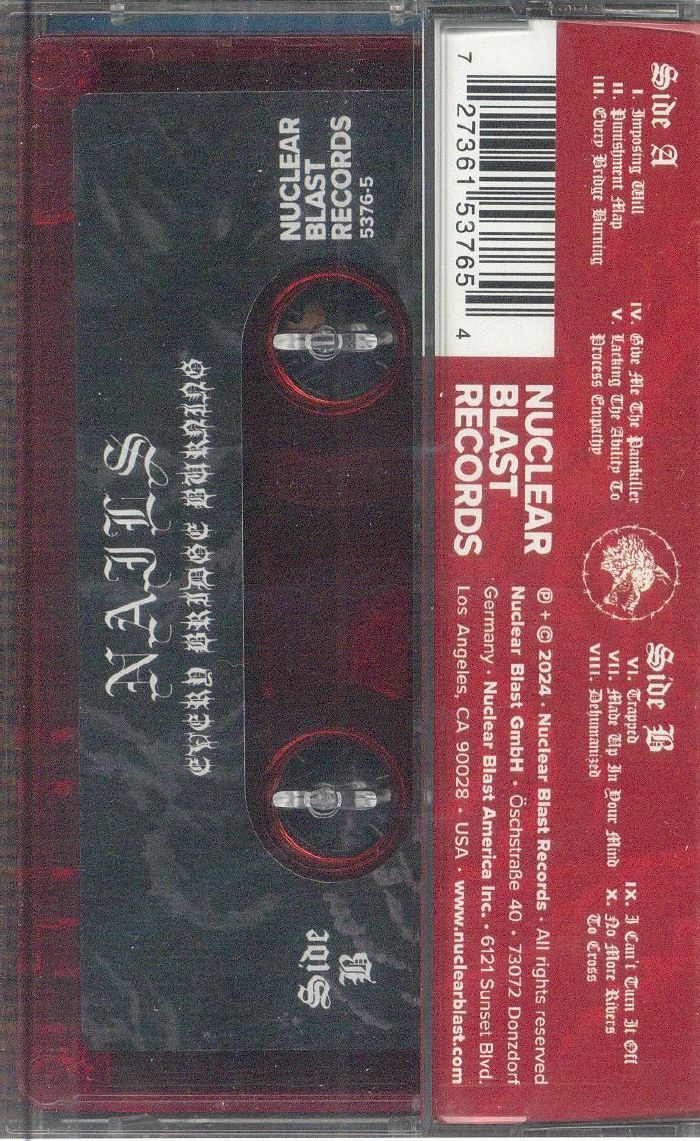 Side A
I. Imposing Will
II. Punishment Map
III. Every Bridge Burning
IV. Give Me The Painkiller
V. Lacking The Ability To
Process Empathy
Side B
VI. Trapped
VII. Made Up In Your Mind
VIII. Dehumanized
IX. I Can't Turn It Off
X. No More Rivers
To Cross
7 27361 53765 4
NUCLEAR
BLAST
RECORDS
℗ + © 2024 · Nuclear Blast Records · All rights reserved
Nuclear Blast GmbH · Öschstraße 40 · 73072 Donzdorf
Germany · Nuclear Blast America Inc. · 6121 Sunset Blvd.
Los Angeles, CA 90028 · USA · www.nuclearblast.com
NUCLEAR
BLAST
RECORDS
5376-5
NAILS
EVERY BRIDGE BURNING
Side
B